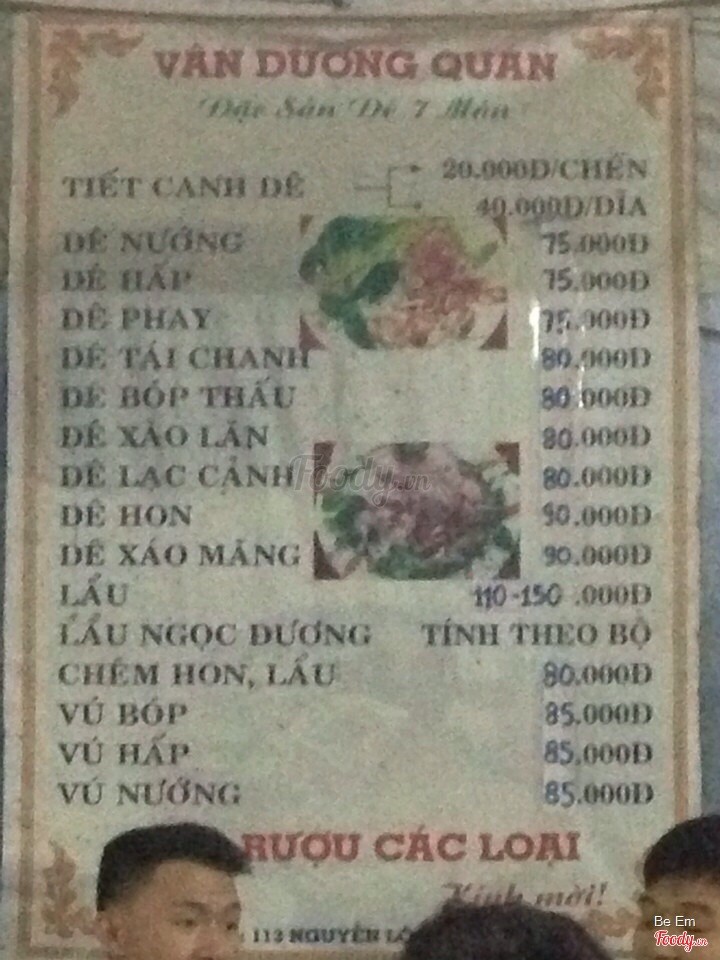 VÂN DƯƠNG QUÁN
Đặc Sản Dê 7 Món
TIẾT CANH DÊ 20.000Đ/CHÉN
40.000Đ/DĨA
DÊ NƯỚNG 75.000Đ
DÊ HẤP 75.000Đ
DÊ PHAY 75.000Đ
DÊ TÁI CHANH 80.000Đ
DÊ BÓP THẤU 80.000Đ
DÊ XÀO LĂN 80.000Đ
DÊ LẠC CẢNH 80.000Đ
DÊ HON 90.000Đ
DÊ XÁO MĂNG 90.000Đ
LẨU 110-150.000Đ
LẨU NGỌC DƯƠNG TÍNH THEO BỘ
CHÉM HON, LẨU 80.000Đ
VÚ BÓP 85.000Đ
VÚ HẤP 85.000Đ
VÚ NƯỚNG 85.000Đ
RƯỢU CÁC LOẠI
Kính mời!
113 NGUYỄN
Foody.vn
Be Em
Foody.vn